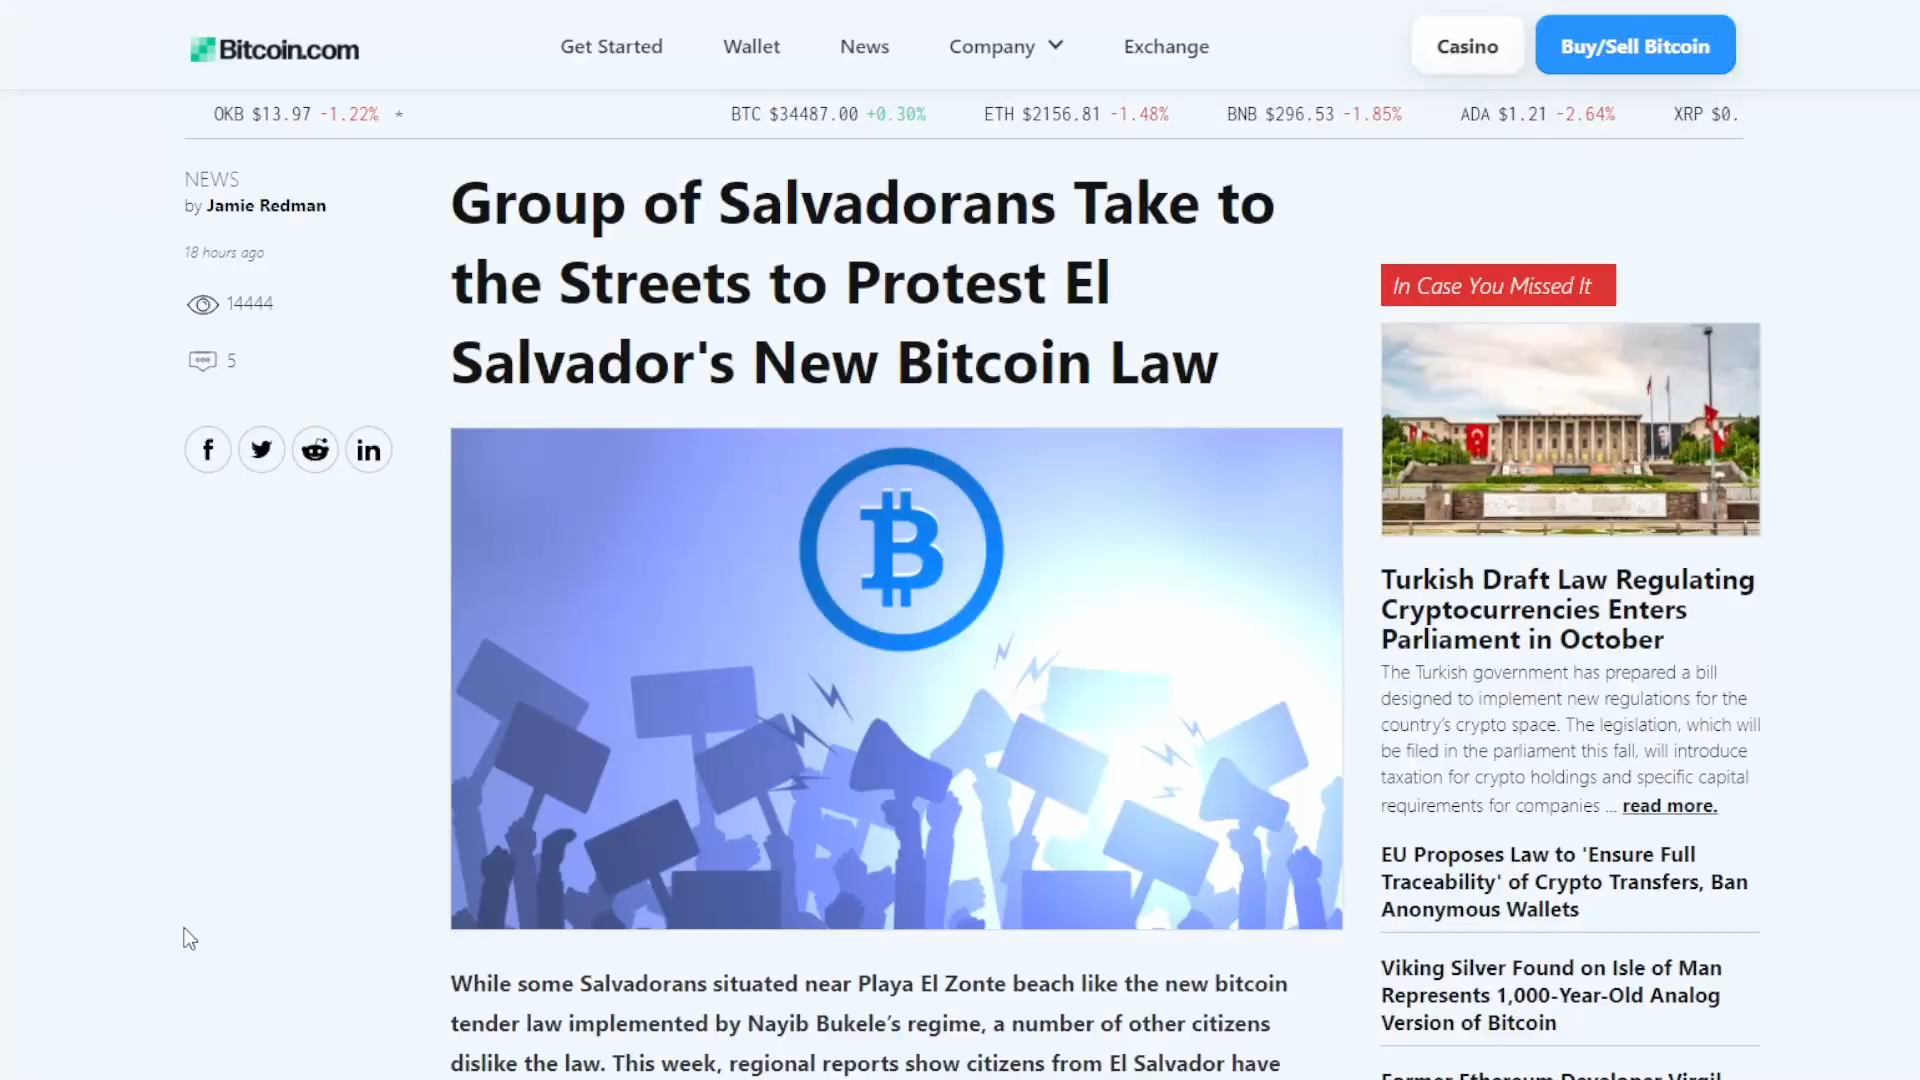 Bitcoin.com
Get Started
Wallet
News
Company
Exchange
Casino
Buy/Sell Bitcoin
OKB $13.97 -1.22% *
BTC $34487.00 +0.30%
ETH $2156.81 -1.48%
BNB $296.53 -1.85%
ADA $1.21 -2.64%
XRP $0.
NEWS
by Jamie Redman
18 hours ago
14444
5
Group of Salvadorans Take to
the Streets to Protest El
Salvador's New Bitcoin Law
While some Salvadorans situated near Playa El Zonte beach like the new bitcoin
tender law implemented by Nayib Bukele’s regime, a number of other citizens
dislike the law. This week, regional reports show citizens from El Salvador have
In Case You Missed It
Turkish Draft Law Regulating
Cryptocurrencies Enters
Parliament in October
The Turkish government has prepared a bill
designed to implement new regulations for the
country’s crypto space. The legislation, which will
be filed in the parliament this fall, will introduce
taxation for crypto holdings and specific capital
requirements for companies ... read more.
EU Proposes Law to 'Ensure Full
Traceability' of Crypto Transfers, Ban
Anonymous Wallets
Viking Silver Found on Isle of Man
Represents 1,000-Year-Old Analog
Version of Bitcoin
Former Ethereum Developer Virgil